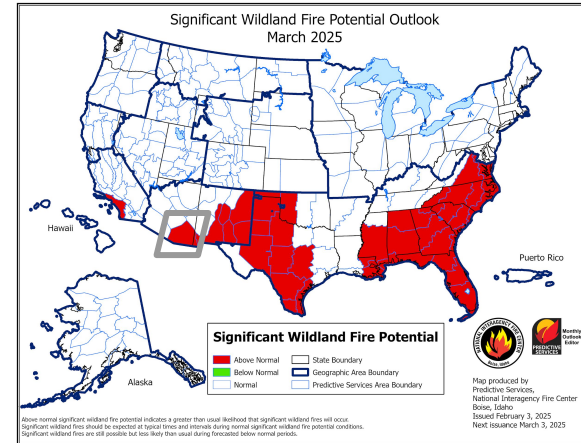 Significant Wildland Fire Potential Outlook
March 2025
Hawaii
Puerto Rico
Alaska
Significant Wildland Fire Potential
Above Normal
Below Normal
Normal
State Boundary
Geographic Area Boundary
Predictive Services Area Boundary
NATIONAL INTERAGENCY FIRE CENTER
Boise, Idaho
PREDICTIVE
SERVICES
Monthly
Outlook
Editor
Map produced by
Predictive Services,
National Interagency Fire Center
Boise, Idaho
Issued February 3, 2025
Next issuance March 3, 2025
Above normal significant wildland fire potential indicates a greater than usual likelihood that significant wildland fires will occur.
Significant wildland fires should be expected at typical times and intervals during normal significant wildland fire potential conditions.
Significant wildland fires are still possible but less likely than usual during forecasted below normal periods.